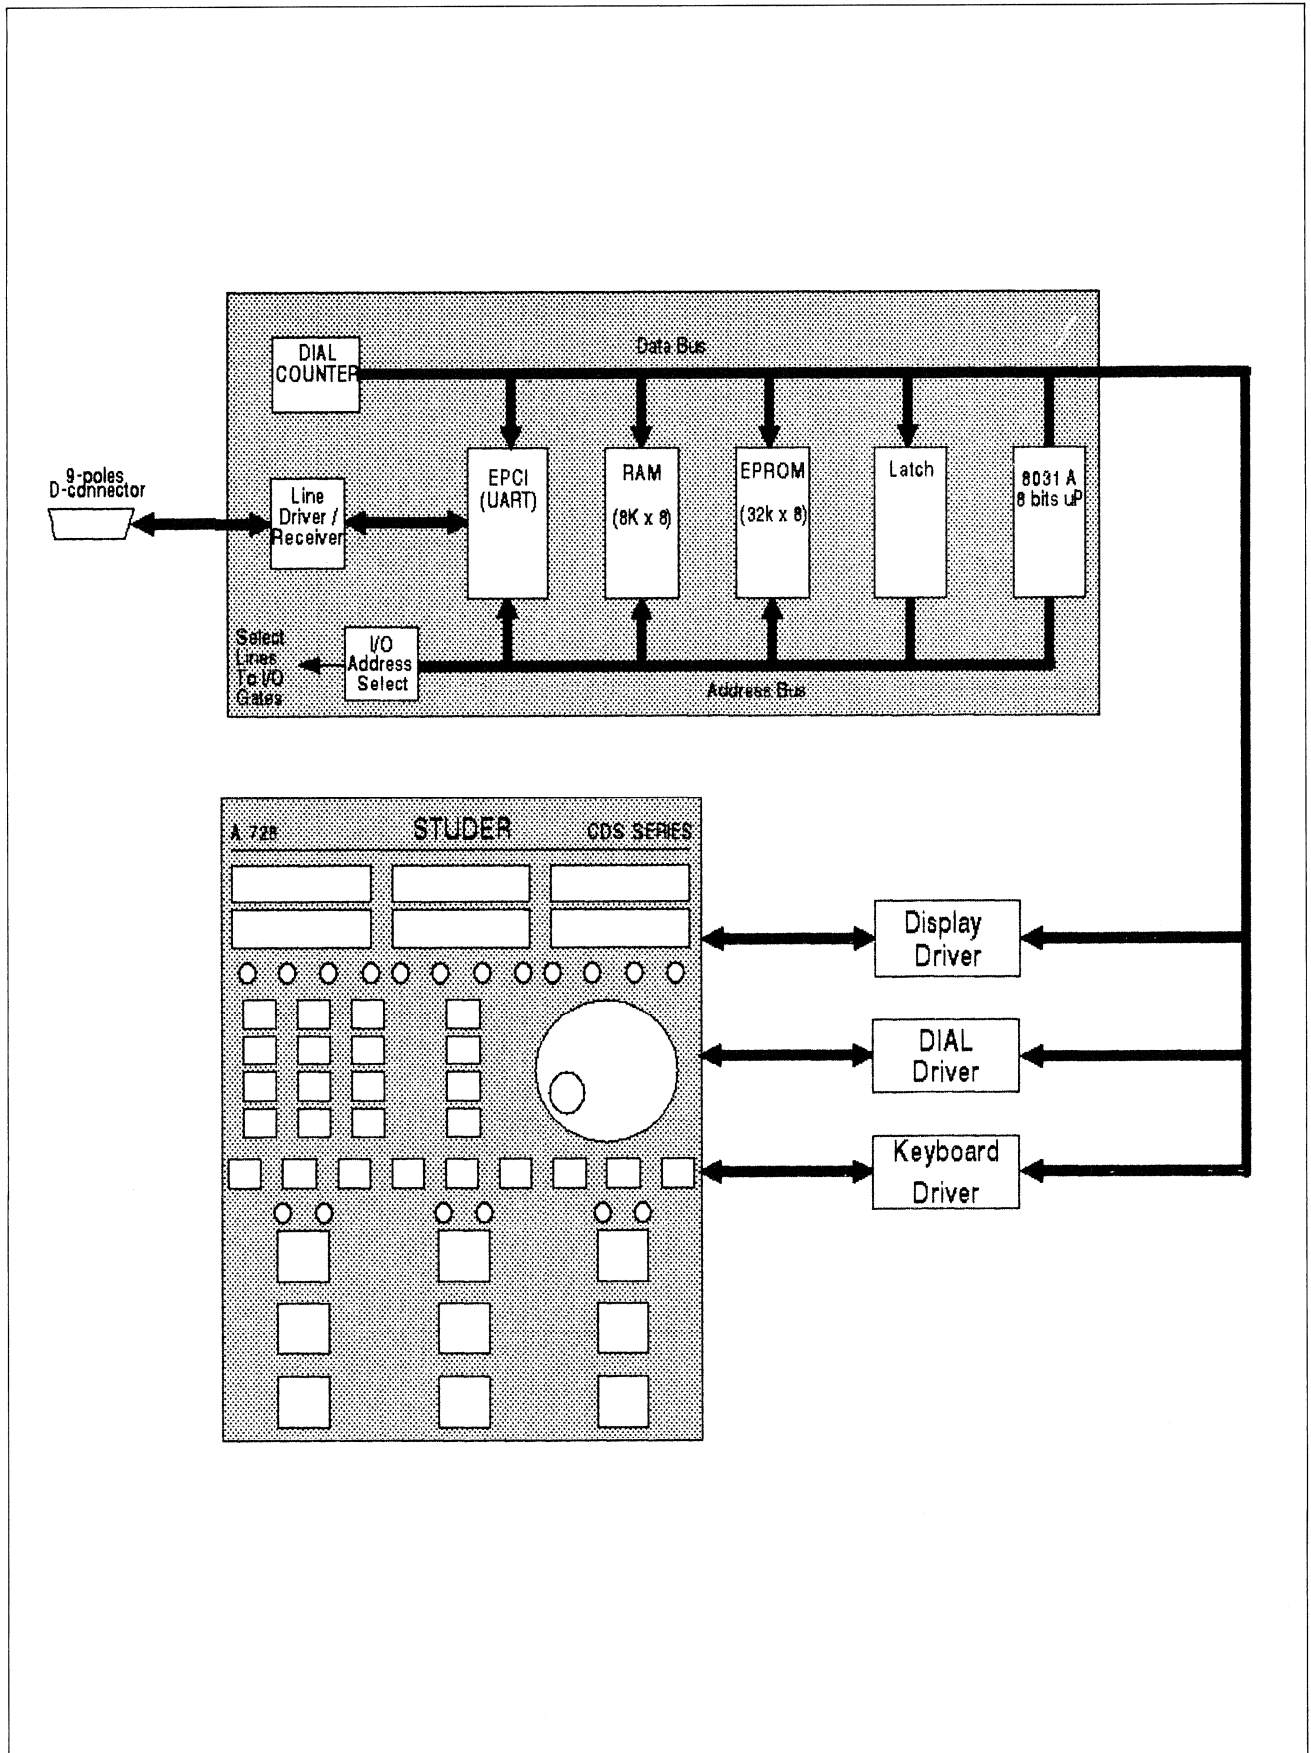 Data Bus
DIAL
COUNTER
9-poles
D-connector
Line
Driver /
Receiver
EPCI
(UART)
RAM
(8K x 8)
EPROM
(32k x 8)
Latch
8031 A
8 bits uP
Select
Lines
To I/O
Gates
I/O
Address
Select
Address Bus
A 728
STUDER
CDS SERIES
Display
Driver
DIAL
Driver
Keyboard
Driver